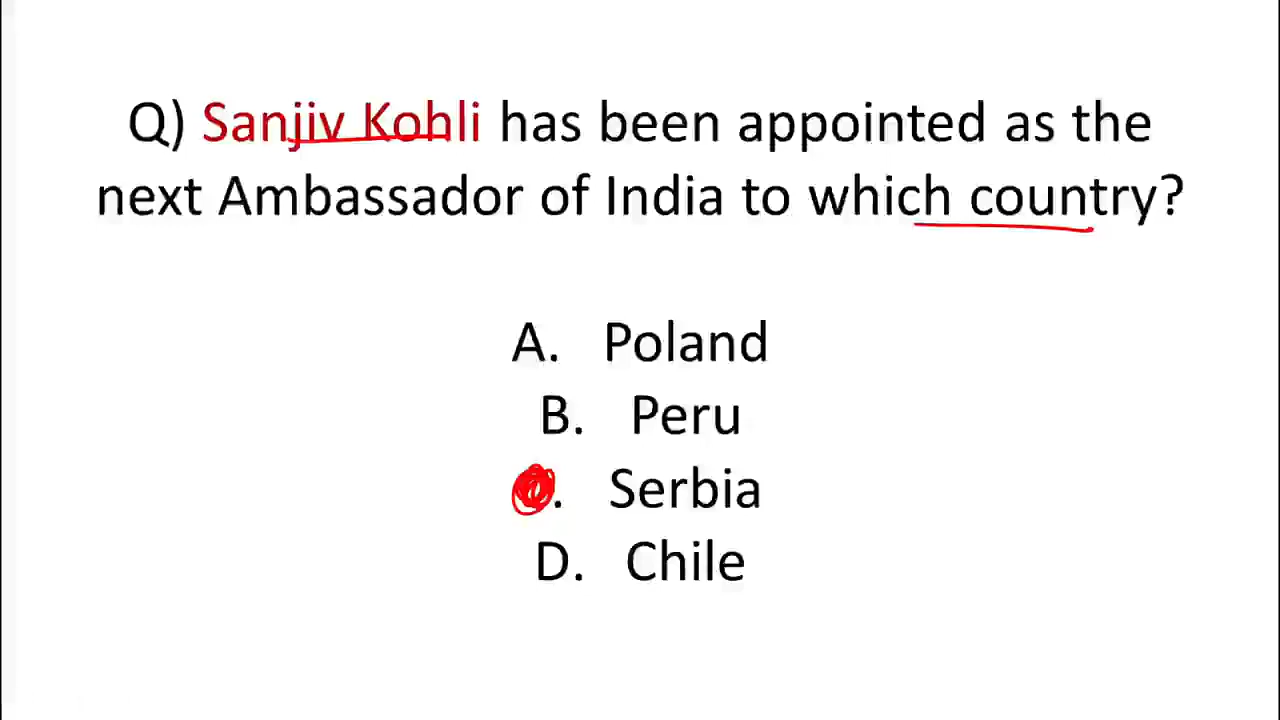 Q) Sanjiv Kohli has been appointed as the
next Ambassador of India to which country?
A. Poland
B. Peru
. Serbia
D. Chile